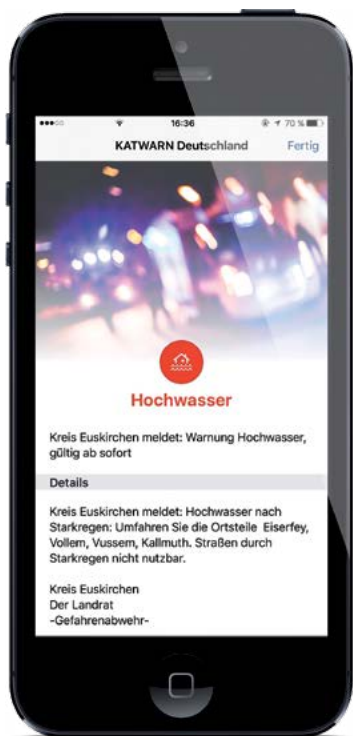 16:36
70 %
KATWARN Deutschland
Fertig
Hochwasser
Kreis Euskirchen meldet: Warnung Hochwasser,
gültig ab sofort
Details
Kreis Euskirchen meldet: Hochwasser nach
Starkregen: Umfahren Sie die Ortsteile Eiserfey,
Vollem, Vussem, Kallmuth. Straßen durch
Starkregen nicht nutzbar.
Kreis Euskirchen
Der Landrat
-Gefahrenabwehr-